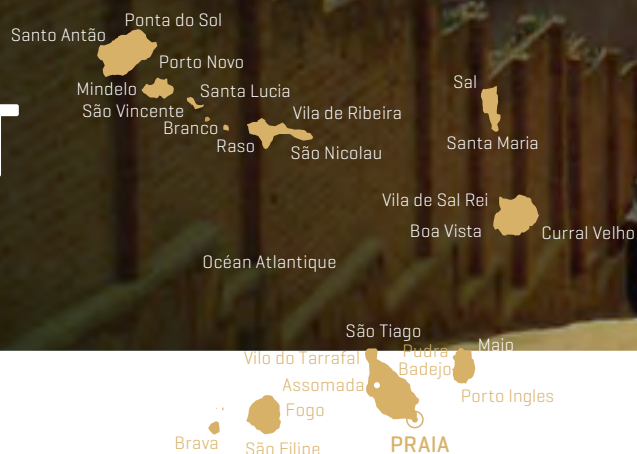 Ponta do Sol
Santo Antão
Porto Novo
Mindelo
Santa Lucia
São Vincente
Branco
Vila de Ribeira
Raso
São Nicolau
Sal
Santa Maria
Vila de Sal Rei
Boa Vista
Curral Velho
Océan Atlantique
São Tiago
Maio
Vilo do Tarrafal
Pudra
Badejo
Assomada
Porto Ingles
Fogo
Brava
São Filipe
PRAIA